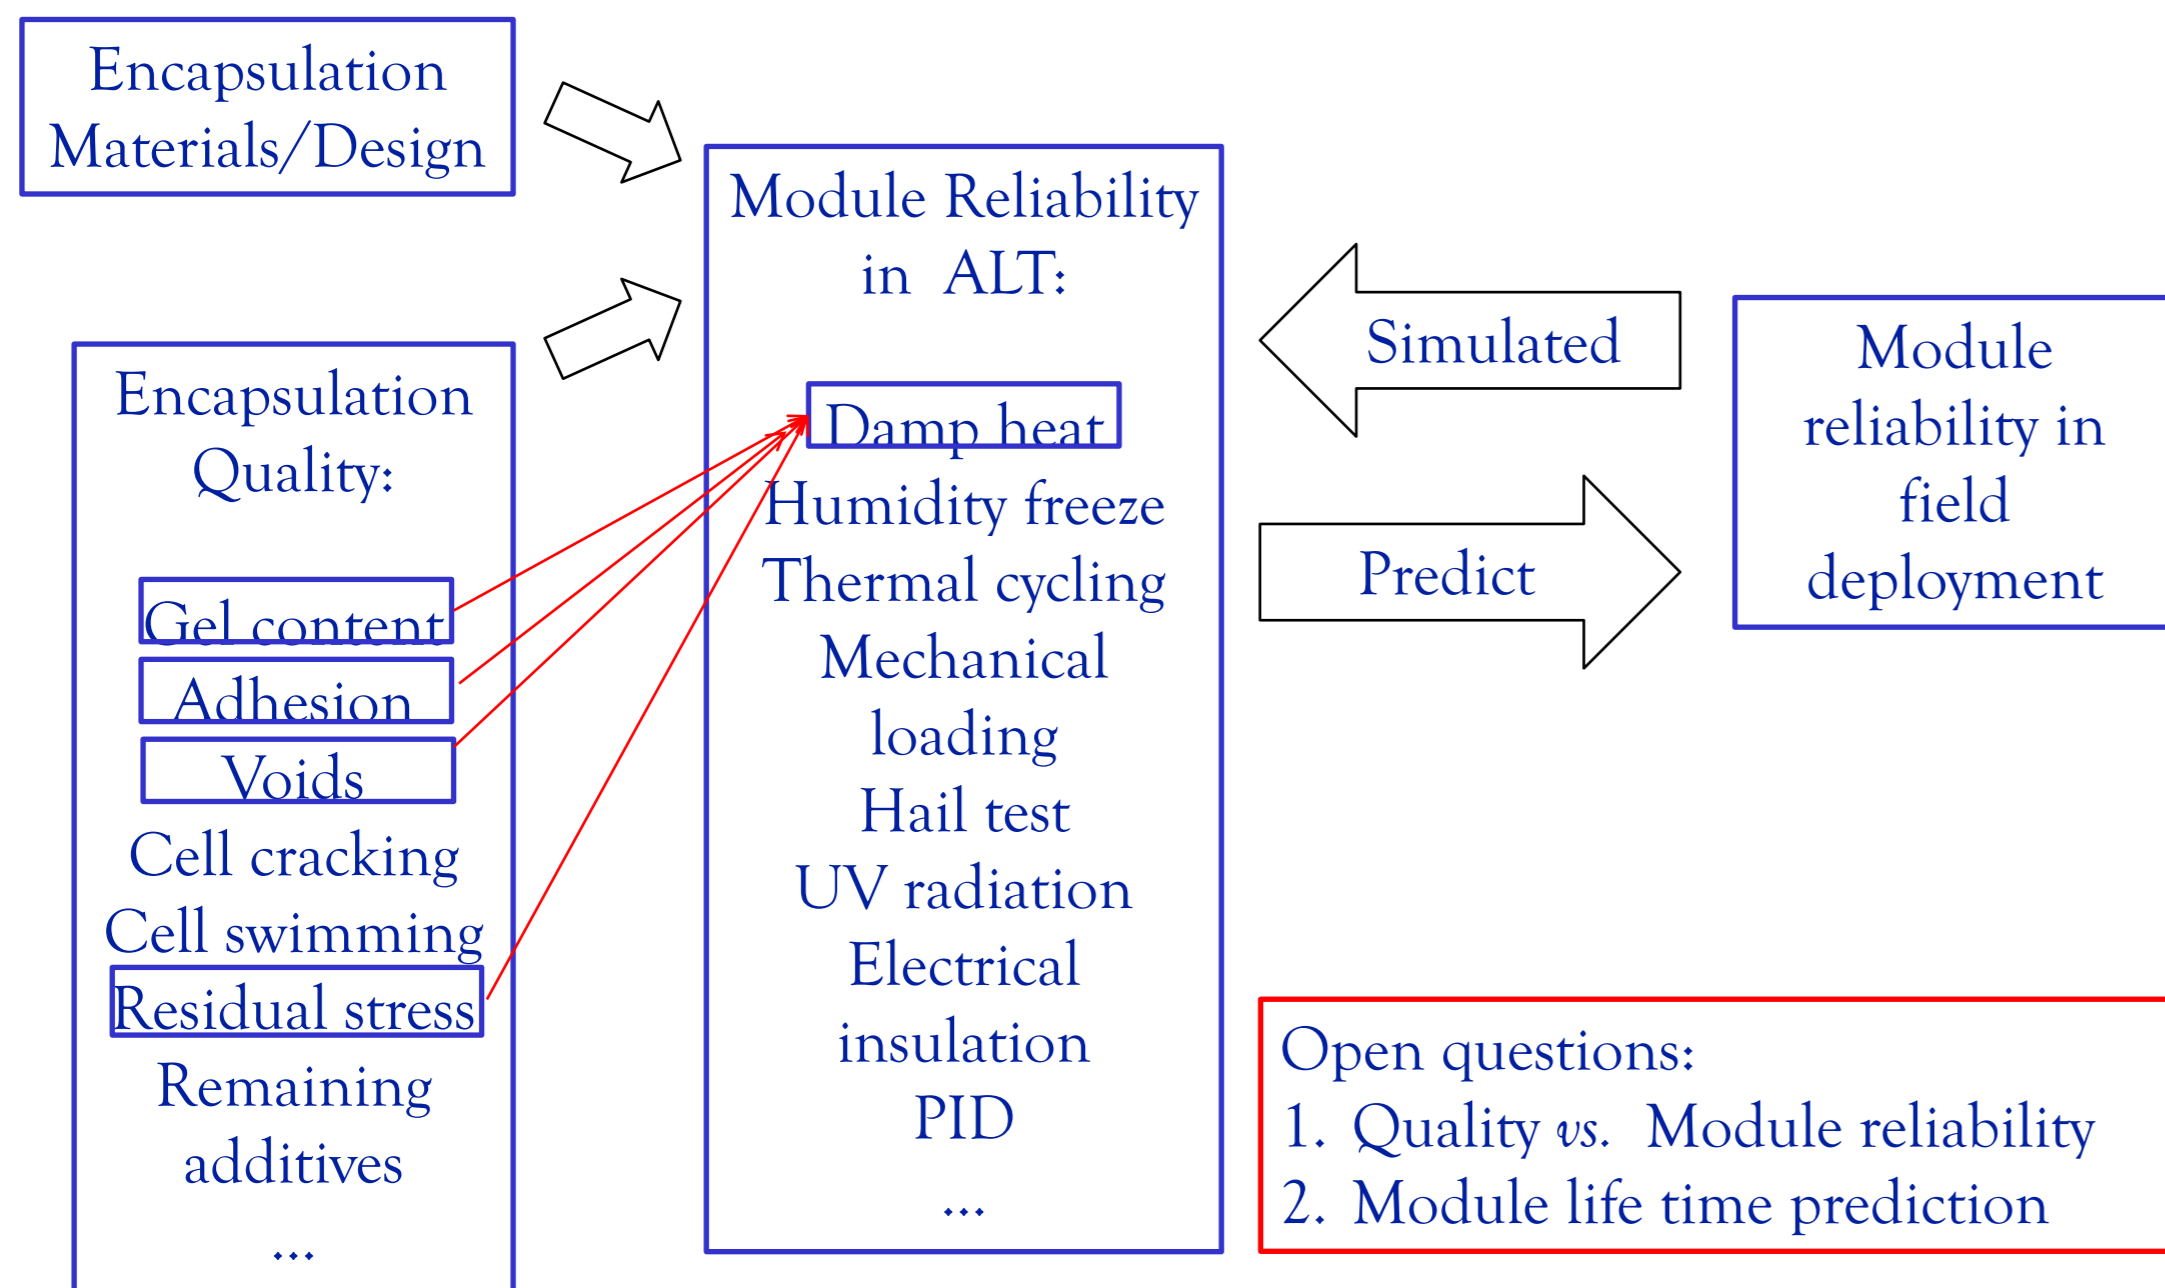 Encapsulation
Materials/Design
Encapsulation
Quality:
Gel content
Adhesion
Voids
Cell cracking
Cell swimming
Residual stress
Remaining
additives
...
Module Reliability
in ALT:
Damp heat
Humidity freeze
Thermal cycling
Mechanical
loading
Hail test
UV radiation
Electrical
insulation
PID
...
Simulated
Predict
Module
reliability in
field
deployment
Open questions:
1. Quality vs. Module reliability
2. Module life time prediction